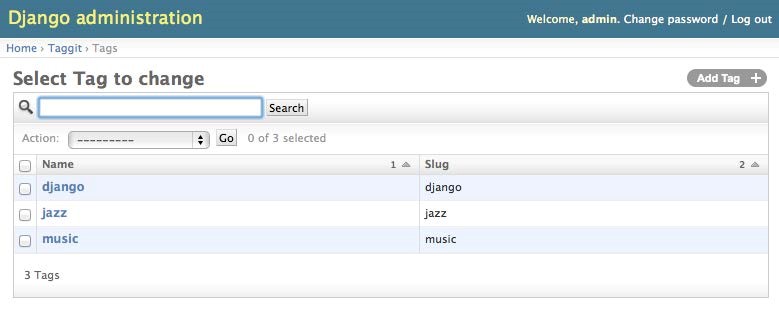 Django administration Welcome, admin. Change password / Log out
Home › Taggit › Tags
Select Tag to change Add Tag +
Search
Action: --------- Go 0 of 3 selected
Name 1 Slug 2
django django
jazz jazz
music music
3 Tags